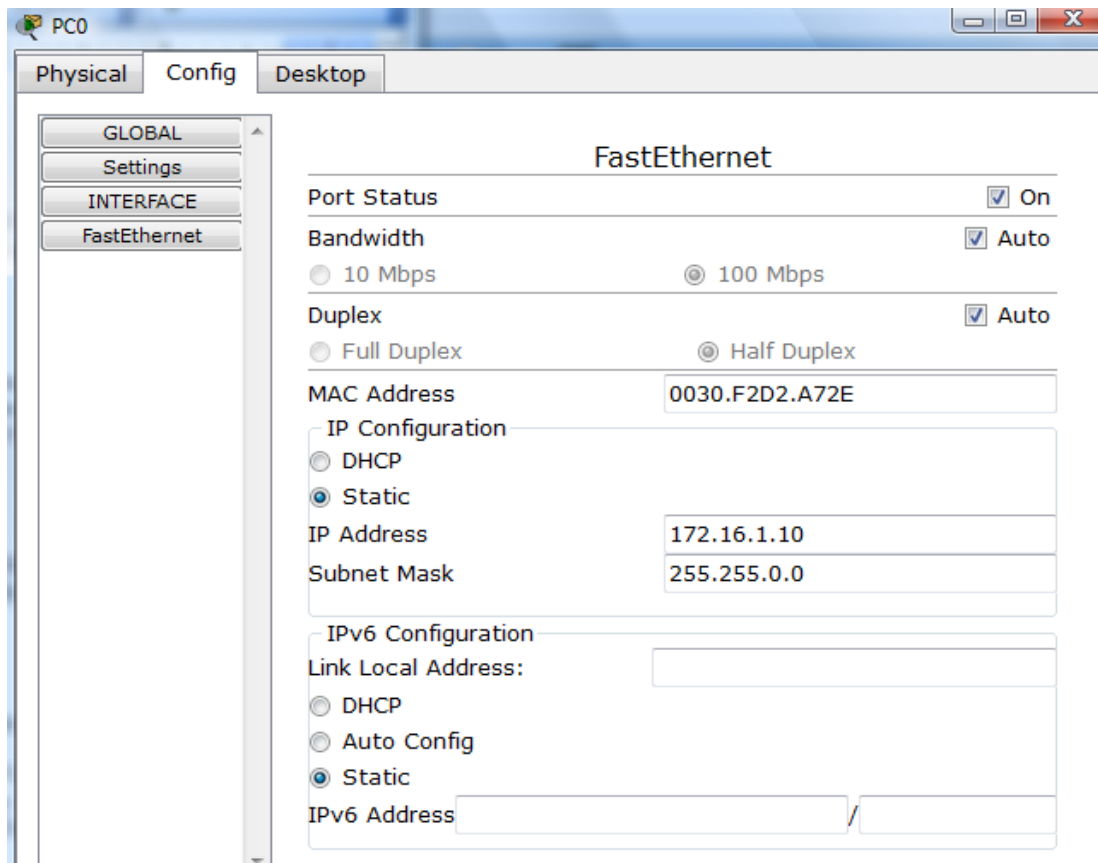 PC0
Physical Config Desktop
GLOBAL
Settings
INTERFACE
FastEthernet
FastEthernet
Port Status On
Bandwidth Auto
10 Mbps 100 Mbps
Duplex Auto
Full Duplex Half Duplex
MAC Address 0030.F2D2.A72E
IP Configuration
DHCP
Static
IP Address 172.16.1.10
Subnet Mask 255.255.0.0
IPv6 Configuration
Link Local Address:
DHCP
Auto Config
Static
IPv6 Address /